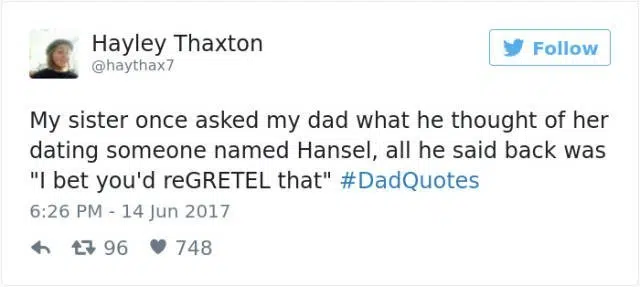 Hayley Thaxton
@haythax7
Follow
My sister once asked my dad what he thought of her
dating someone named Hansel, all he said back was
"I bet you'd reGRETEL that" #DadQuotes
6:26 PM - 14 Jun 2017
96 748